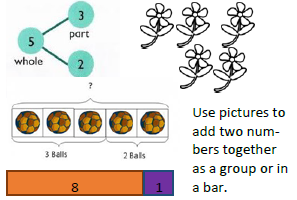 3
part
5
whole
2
?
3 Balls
2 Balls
Use pictures to
add two num-
bers together
as a group or in
a bar.
8
1